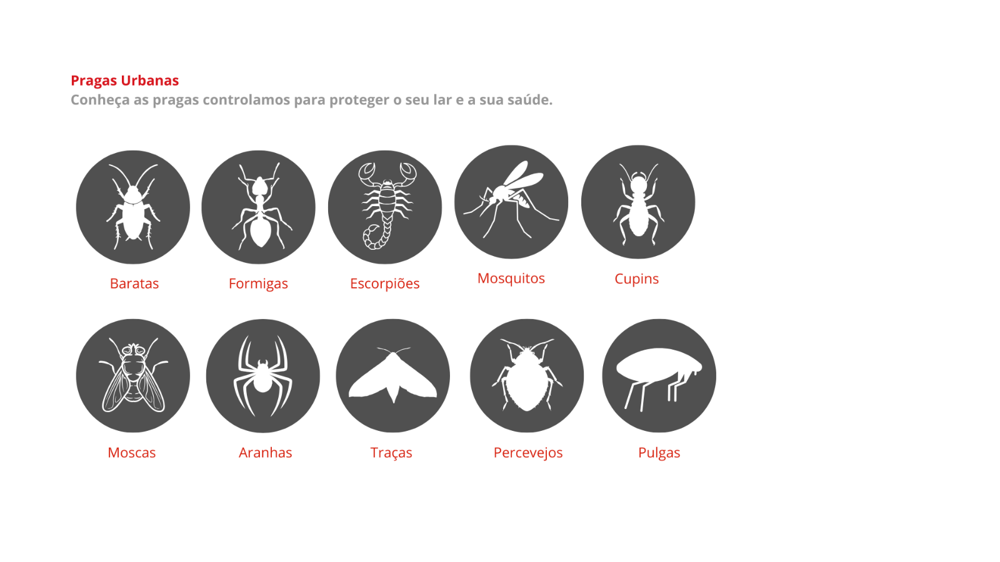 Pragas Urbanas
Conheça as pragas controlamos para proteger o seu lar e a sua saúde.
Baratas
Formigas
Escorpiões
Mosquitos
Cupins
Moscas
Aranhas
Traças
Percevejos
Pulgas